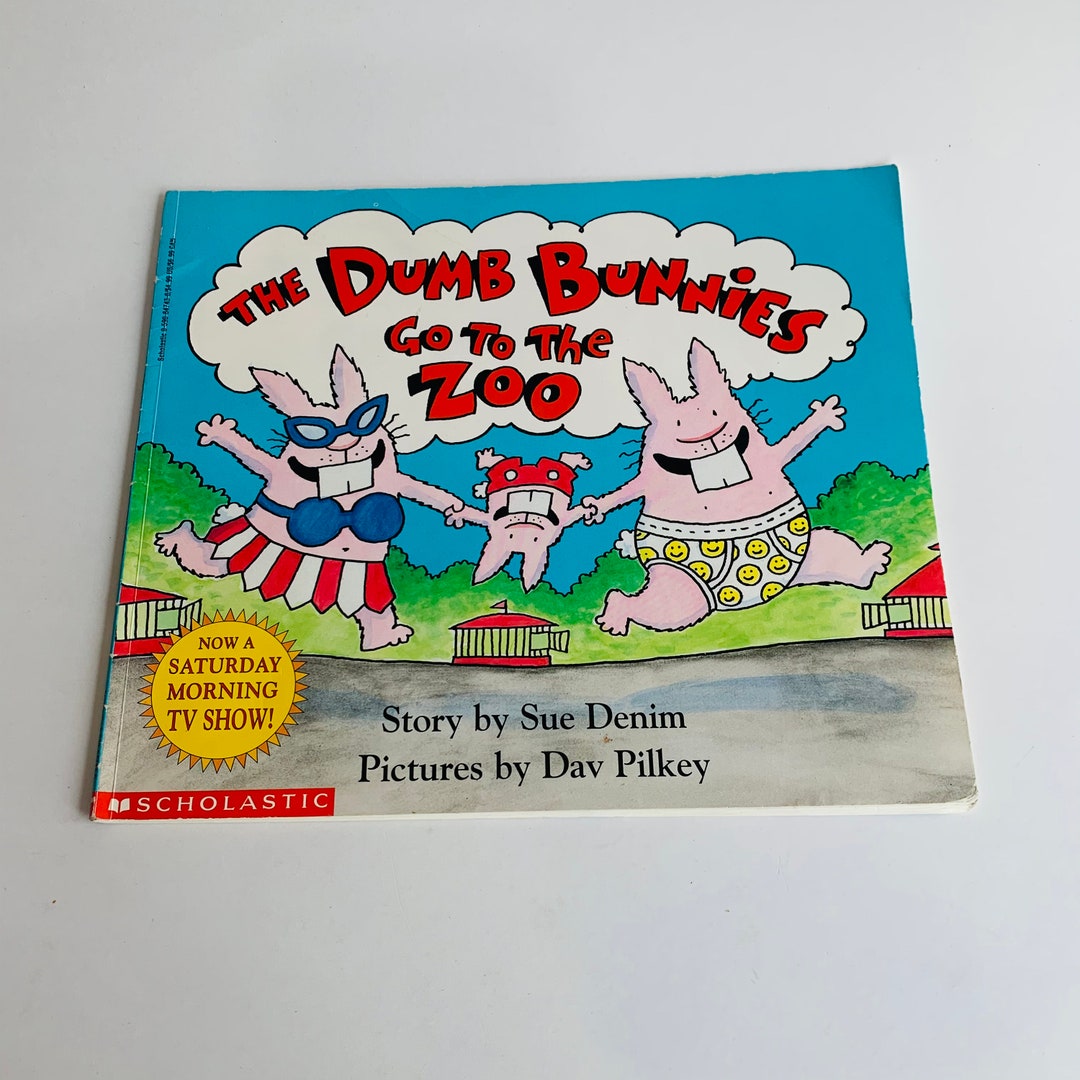 THE DUMB BUNNIES
GO TO THE
ZOO
NOW A
SATURDAY
MORNING
TV SHOW!
Story by Sue Denim
Pictures by Dav Pilkey
SCHOLASTIC